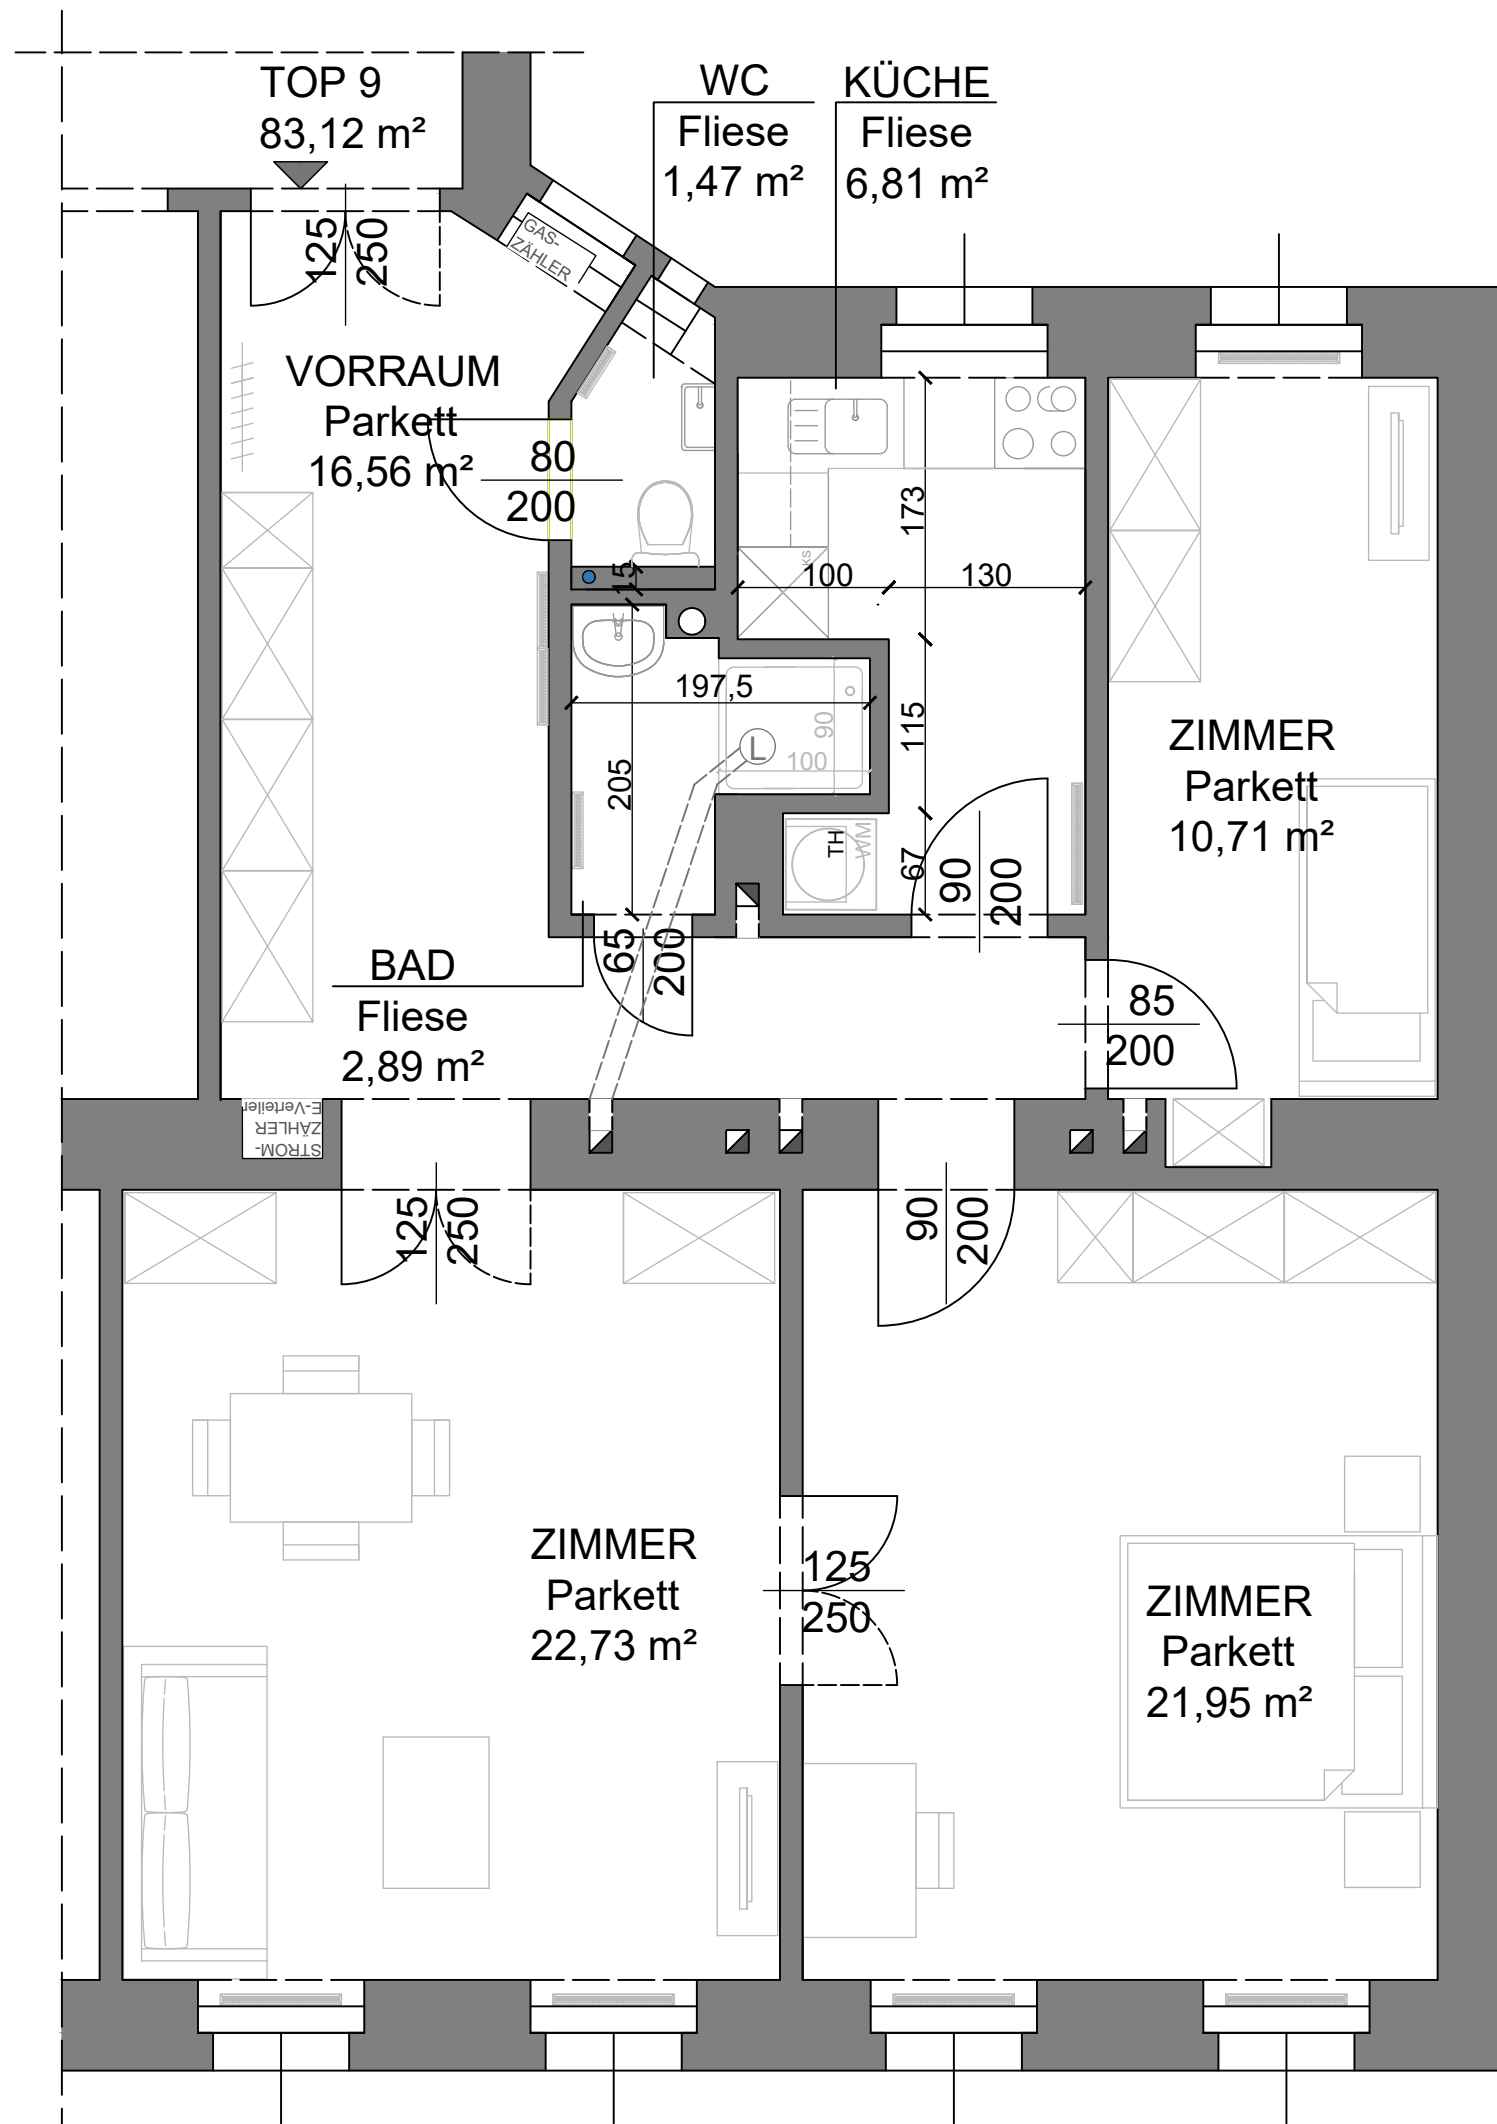 TOP 9
83,12 m²
WC
Fliese
1,47 m²
KÜCHE
Fliese
6,81 m²
125
250
GAS-
ZÄHLER
VORRAUM
Parkett
16,56 m²
80
200
173
KS
100
130
15
197,5
90
100
L
205
115
TH
WM
67
90
200
ZIMMER
Parkett
10,71 m²
BAD
Fliese
2,89 m²
65
200
85
200
STROM-
ZÄHLER
E-Verteiler
125
250
90
200
ZIMMER
Parkett
22,73 m²
125
250
ZIMMER
Parkett
21,95 m²